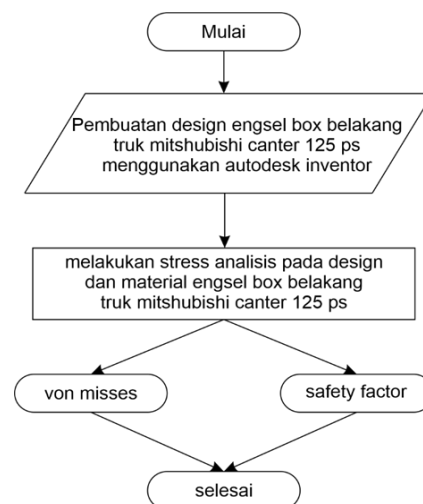 Mulai
Pembuatan design engsel box belakang
truk mitshubishi canter 125 ps
menggunakan autodesk inventor
melakukan stress analisis pada design
dan material engsel box belakang
truk mitshubishi canter 125 ps
von misses
safety factor
selesai